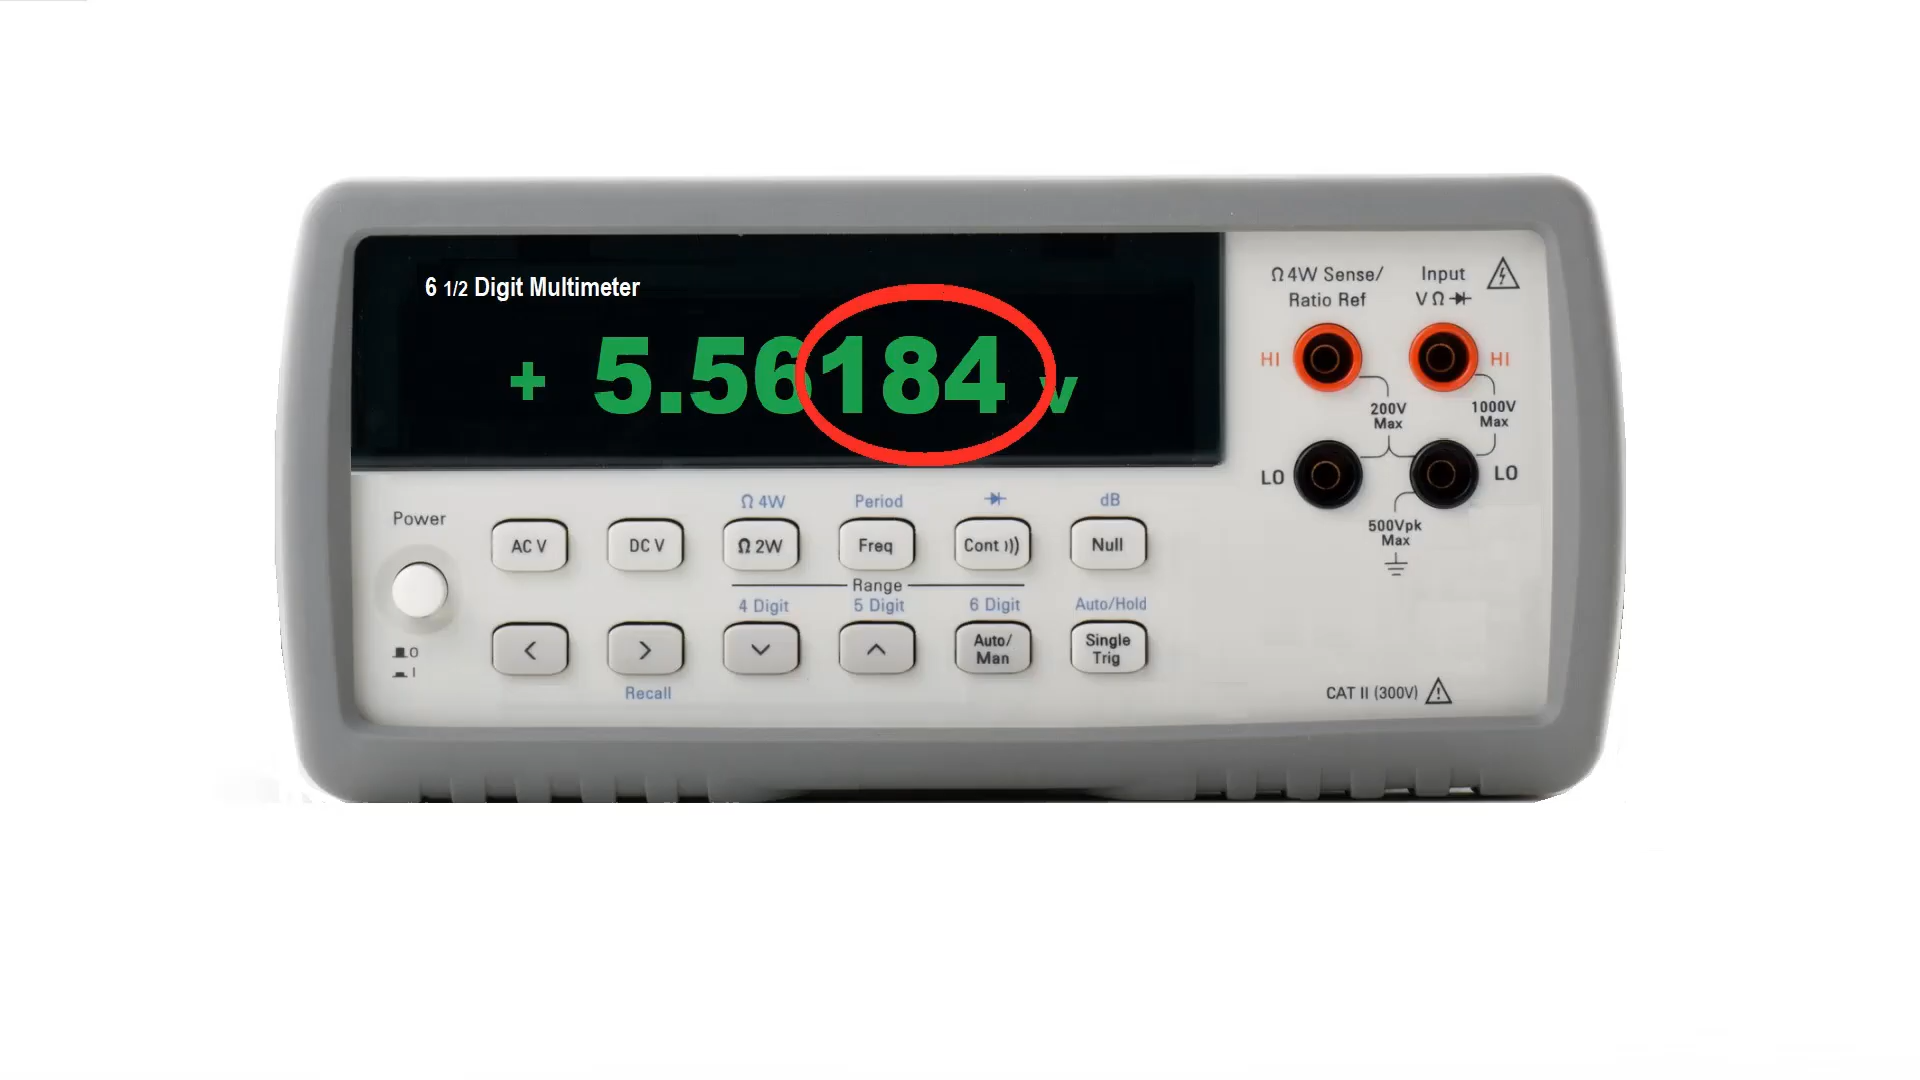 6 1/2 Digit Multimeter
+ 5.56184 v
Ω 4W Sense/
Ratio Ref
Input
V Ω
HI
HI
200V
Max
1000V
Max
LO
LO
500Vpk
Max
CAT II (300V)
Power
O
I
Ω 4W
Period
dB
AC V
DC V
Ω 2W
Freq
Cont )))
Null
Range
4 Digit
5 Digit
6 Digit
Auto/Hold
<
>
Auto/
Man
Single
Trig
Recall